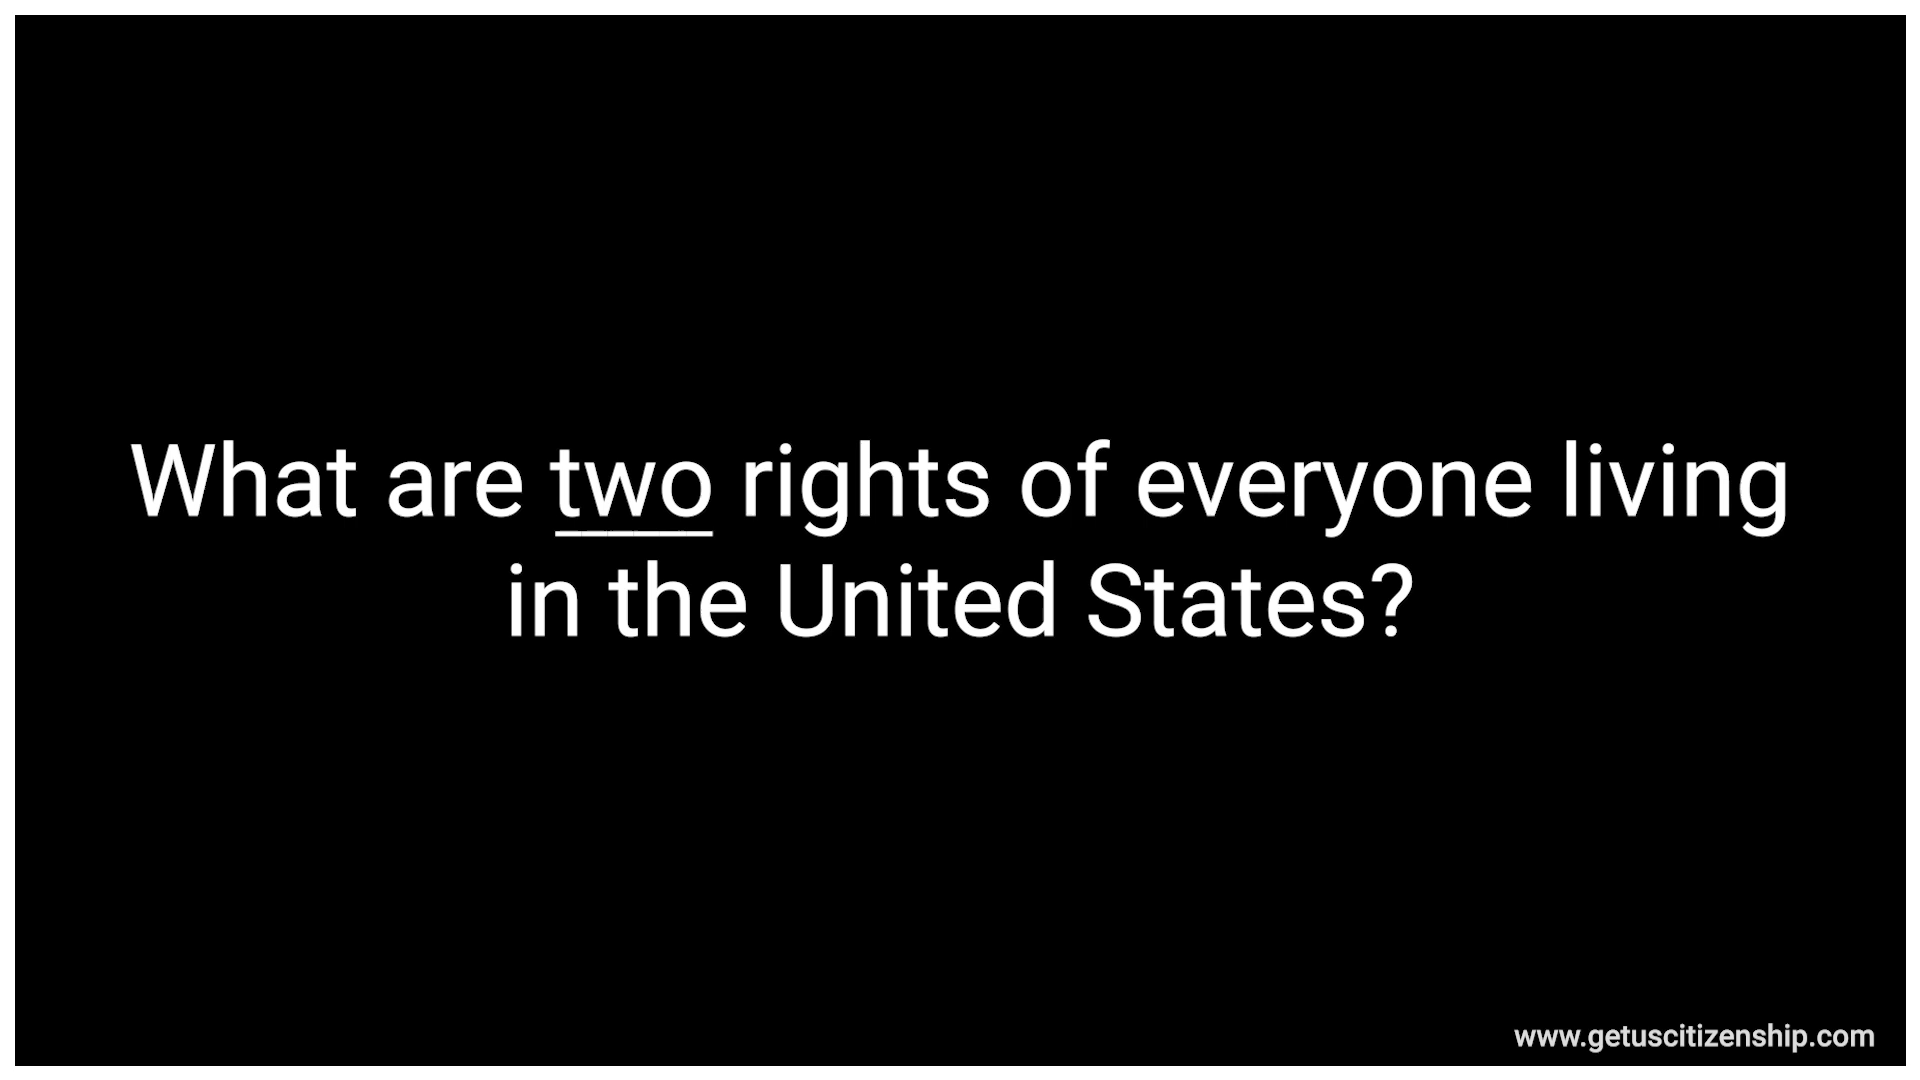 What are two rights of everyone living
in the United States?
www.getuscitizenship.com